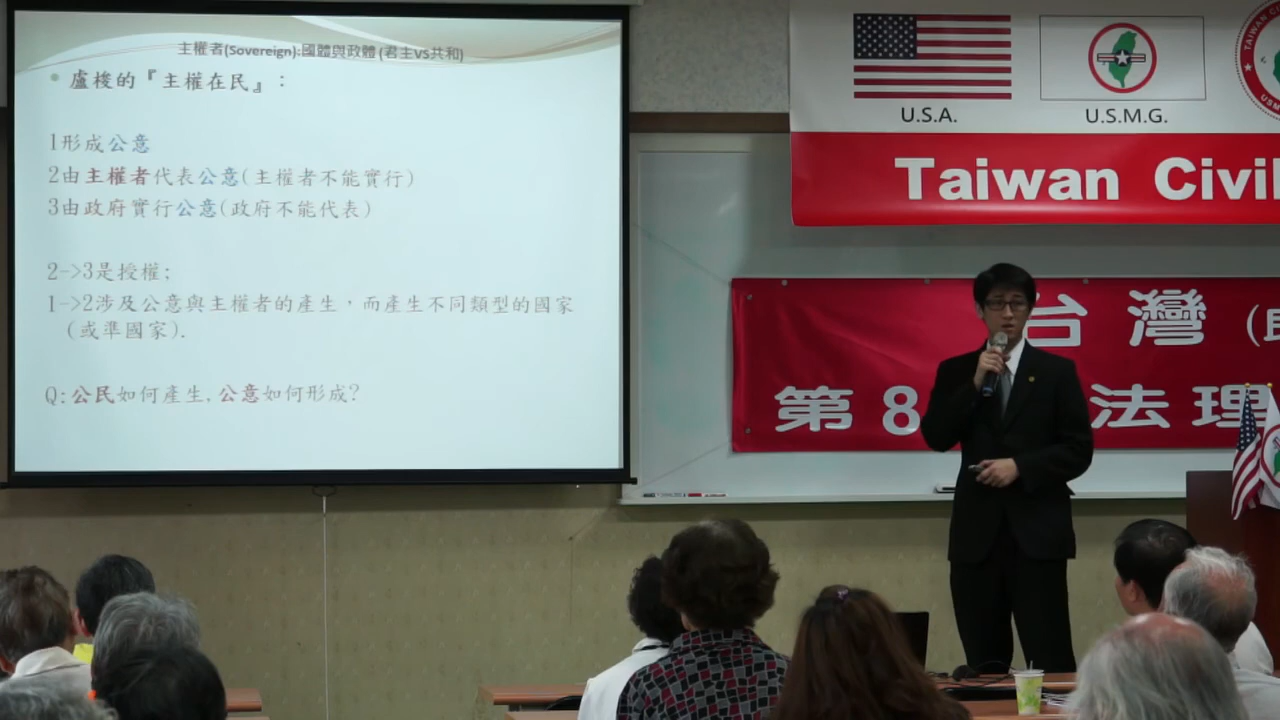 主權者(Sovereign):國體與政體 (君主VS共和)
• 盧梭的『主權在民』:
1形成公意
2由主權者代表公意(主權者不能實行)
3由政府實行公意(政府不能代表)
2->3是授權;
1->2涉及公意與主權者的產生,而產生不同類型的國家
(或準國家).
Q:公民如何產生,公意如何形成?
U.S.A.
U.S.M.G.
Taiwan Civil
台灣
第8
法理